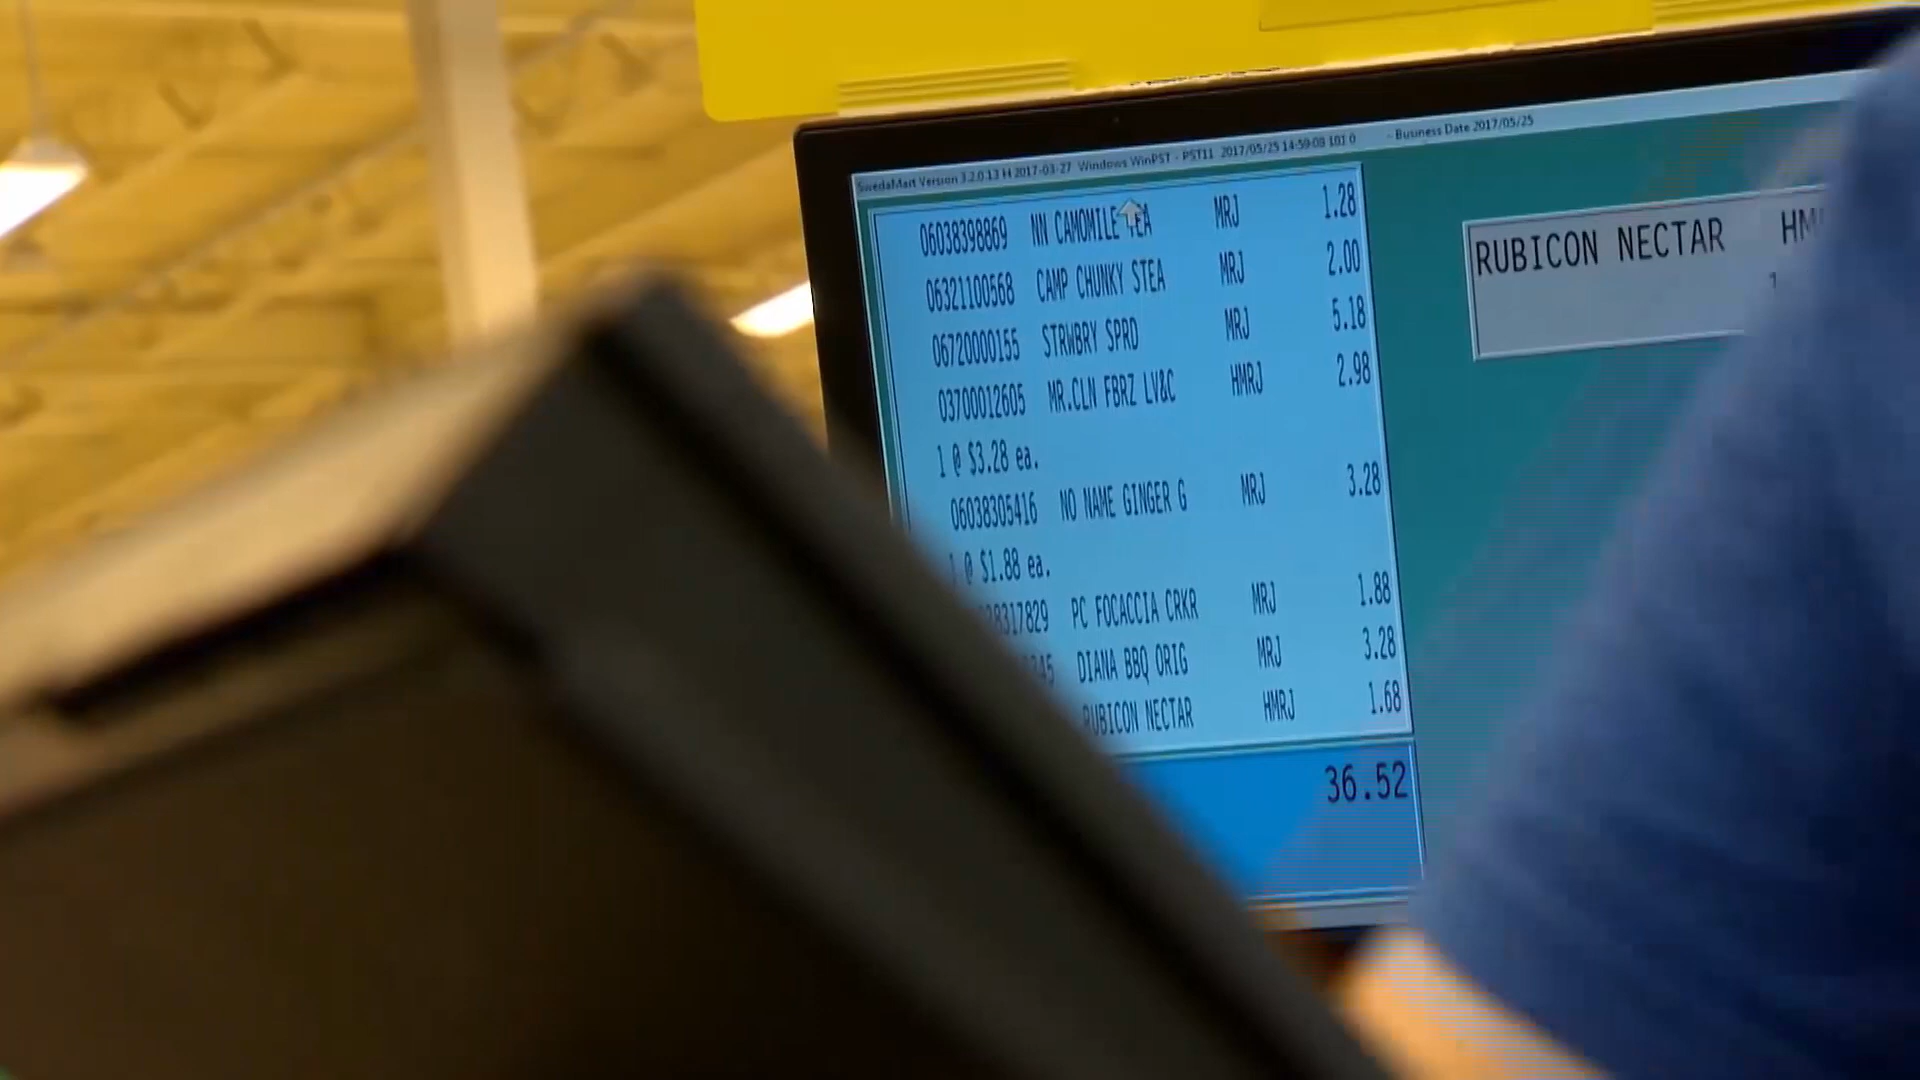 SwedaMart Version 3.2.0.13 H 2017-03-27 Windows WinPST - PST11 2017/05/25 14:59:08 101 0 - Business Date 2017/05/25
06038398869 NN CAMOMILE TEA MRJ 1.28
06321100568 CAMP CHUNKY STEA MRJ 2.00
06720000155 STRWBRY SPRD MRJ 5.18
03700012605 MR.CLN FBRZ LV&C HMRJ 2.98
1 @ $3.28 ea.
06038305416 NO NAME GINGER G MRJ 3.28
1 @ $1.88 ea.
28317829 PC FOCACCIA CRKR MRJ 1.88
345 DIANA BBQ ORIG MRJ 3.28
RUBICON NECTAR HMRJ 1.68
36.52
RUBICON NECTAR HM